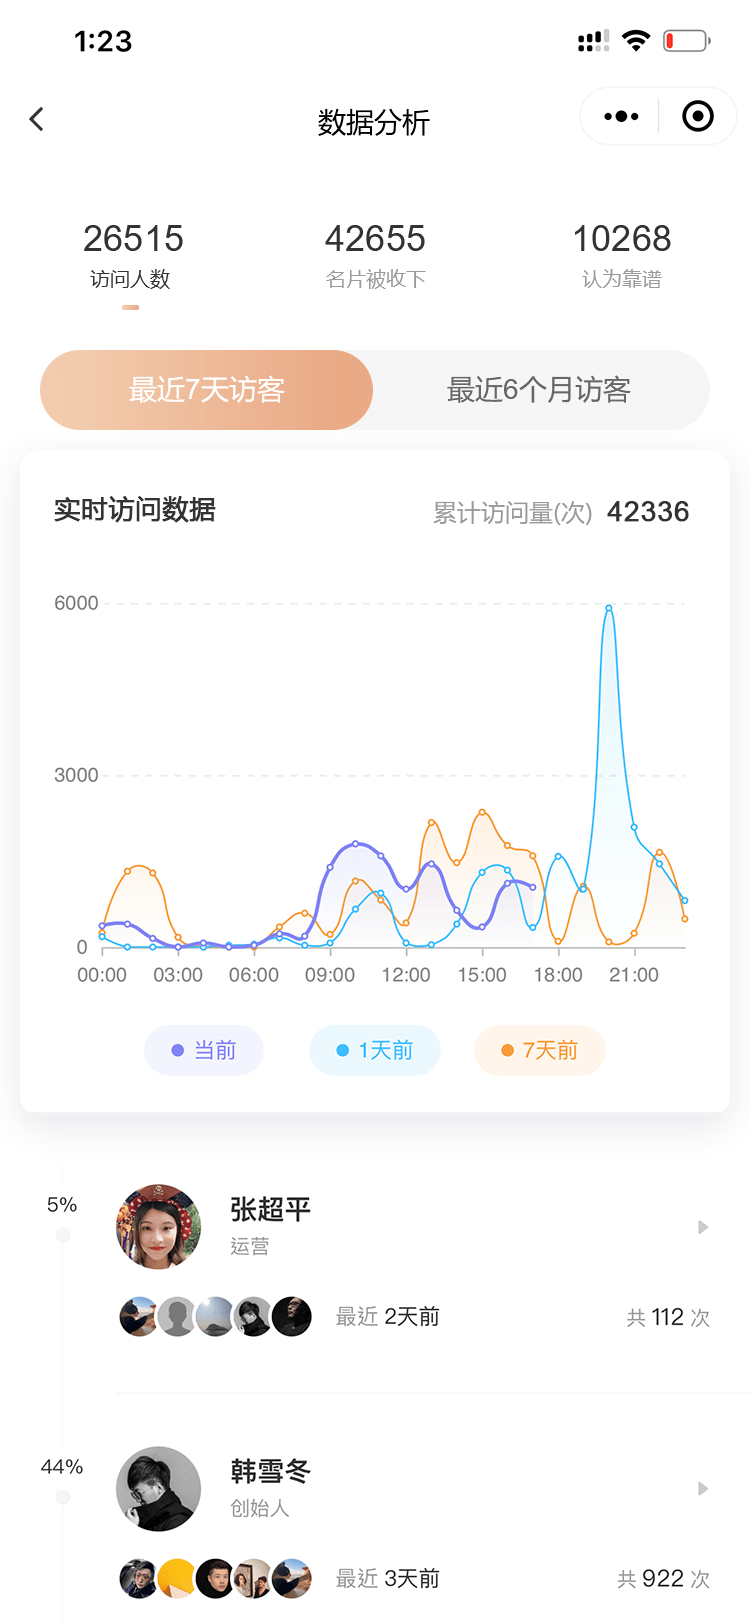 1:23
数据分析
26515 42655 10268
访问人数 名片被收下 认为靠谱
最近7天访客 最近6个月访客
实时访问数据 累计访问量(次) 42336
6000
3000
0
00:00 03:00 06:00 09:00 12:00 15:00 18:00 21:00
当前 1天前 7天前
5% 张超平
运营
最近 2天前 共 112 次
44% 韩雪冬
创始人
最近 3天前 共 922 次